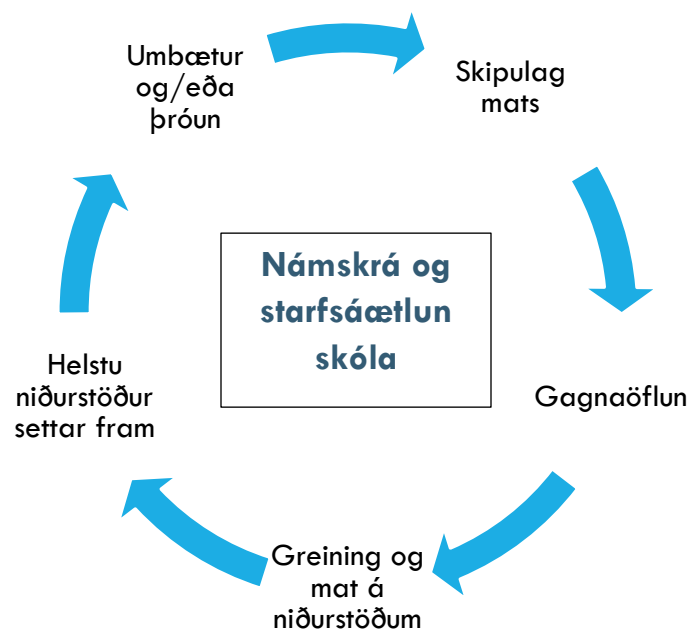 Umbætur
og/eða
þróun
Skipulag
mats
Námskrá og
starfsáætlun
skóla
Gagnaöflun
Greining og
mat á
niðurstöðum
Helstu
niðurstöður
settar fram